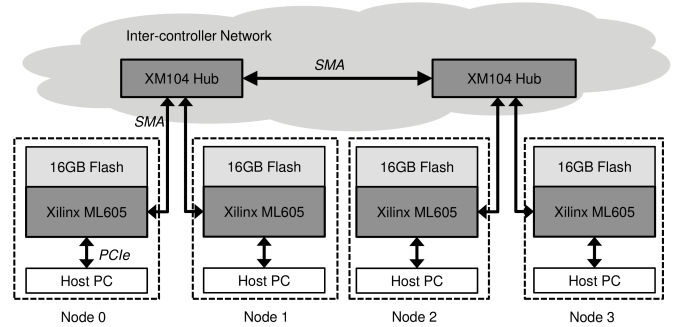 Inter-controller Network
SMA
XM104 Hub
XM104 Hub
SMA
16GB Flash
16GB Flash
16GB Flash
16GB Flash
Xilinx ML605
Xilinx ML605
Xilinx ML605
Xilinx ML605
PCIe
Host PC
Host PC
Host PC
Host PC
Node 0
Node 1
Node 2
Node 3